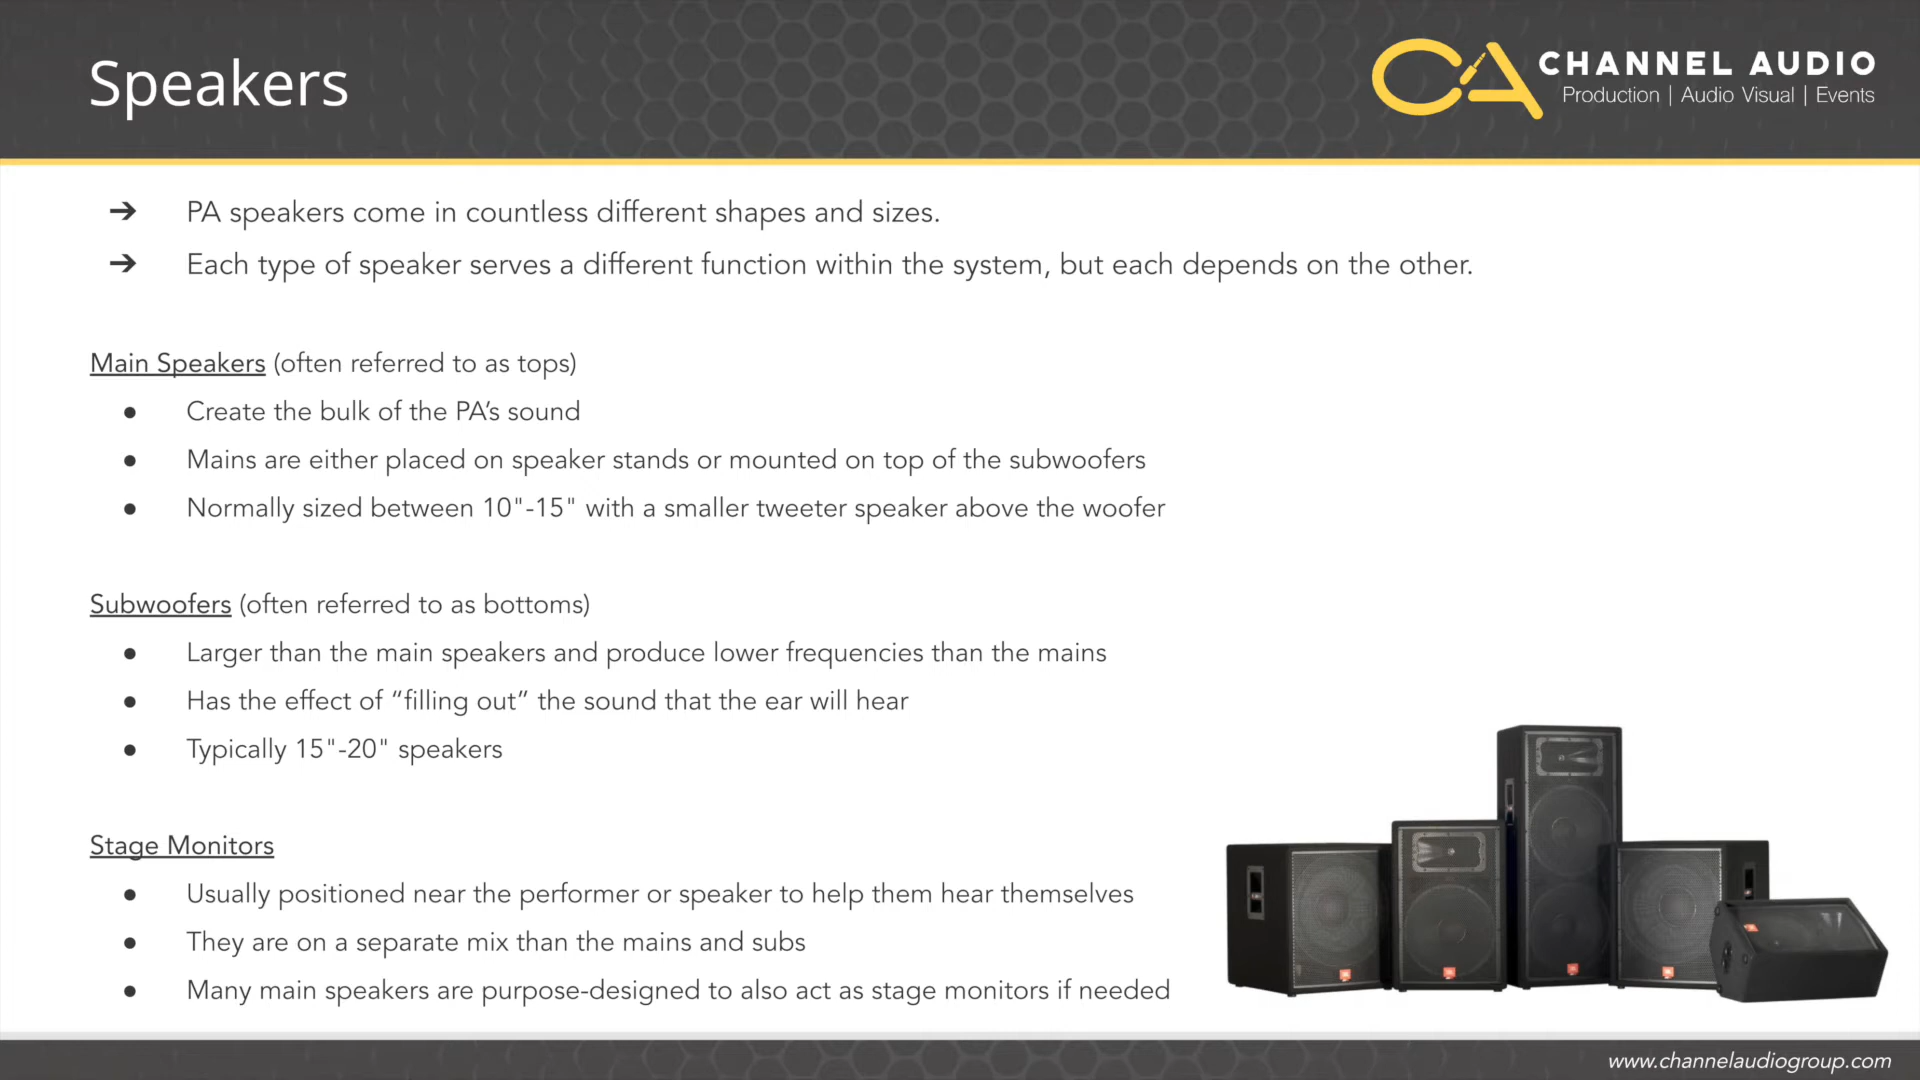 Speakers
CHANNEL AUDIO
Production | Audio Visual | Events
➔ PA speakers come in countless different shapes and sizes.
➔ Each type of speaker serves a different function within the system, but each depends on the other.
Main Speakers (often referred to as tops)
● Create the bulk of the PA’s sound
● Mains are either placed on speaker stands or mounted on top of the subwoofers
● Normally sized between 10"-15" with a smaller tweeter speaker above the woofer
Subwoofers (often referred to as bottoms)
● Larger than the main speakers and produce lower frequencies than the mains
● Has the effect of “filling out” the sound that the ear will hear
● Typically 15"-20" speakers
Stage Monitors
● Usually positioned near the performer or speaker to help them hear themselves
● They are on a separate mix than the mains and subs
● Many main speakers are purpose-designed to also act as stage monitors if needed
www.channelaudiogroup.com